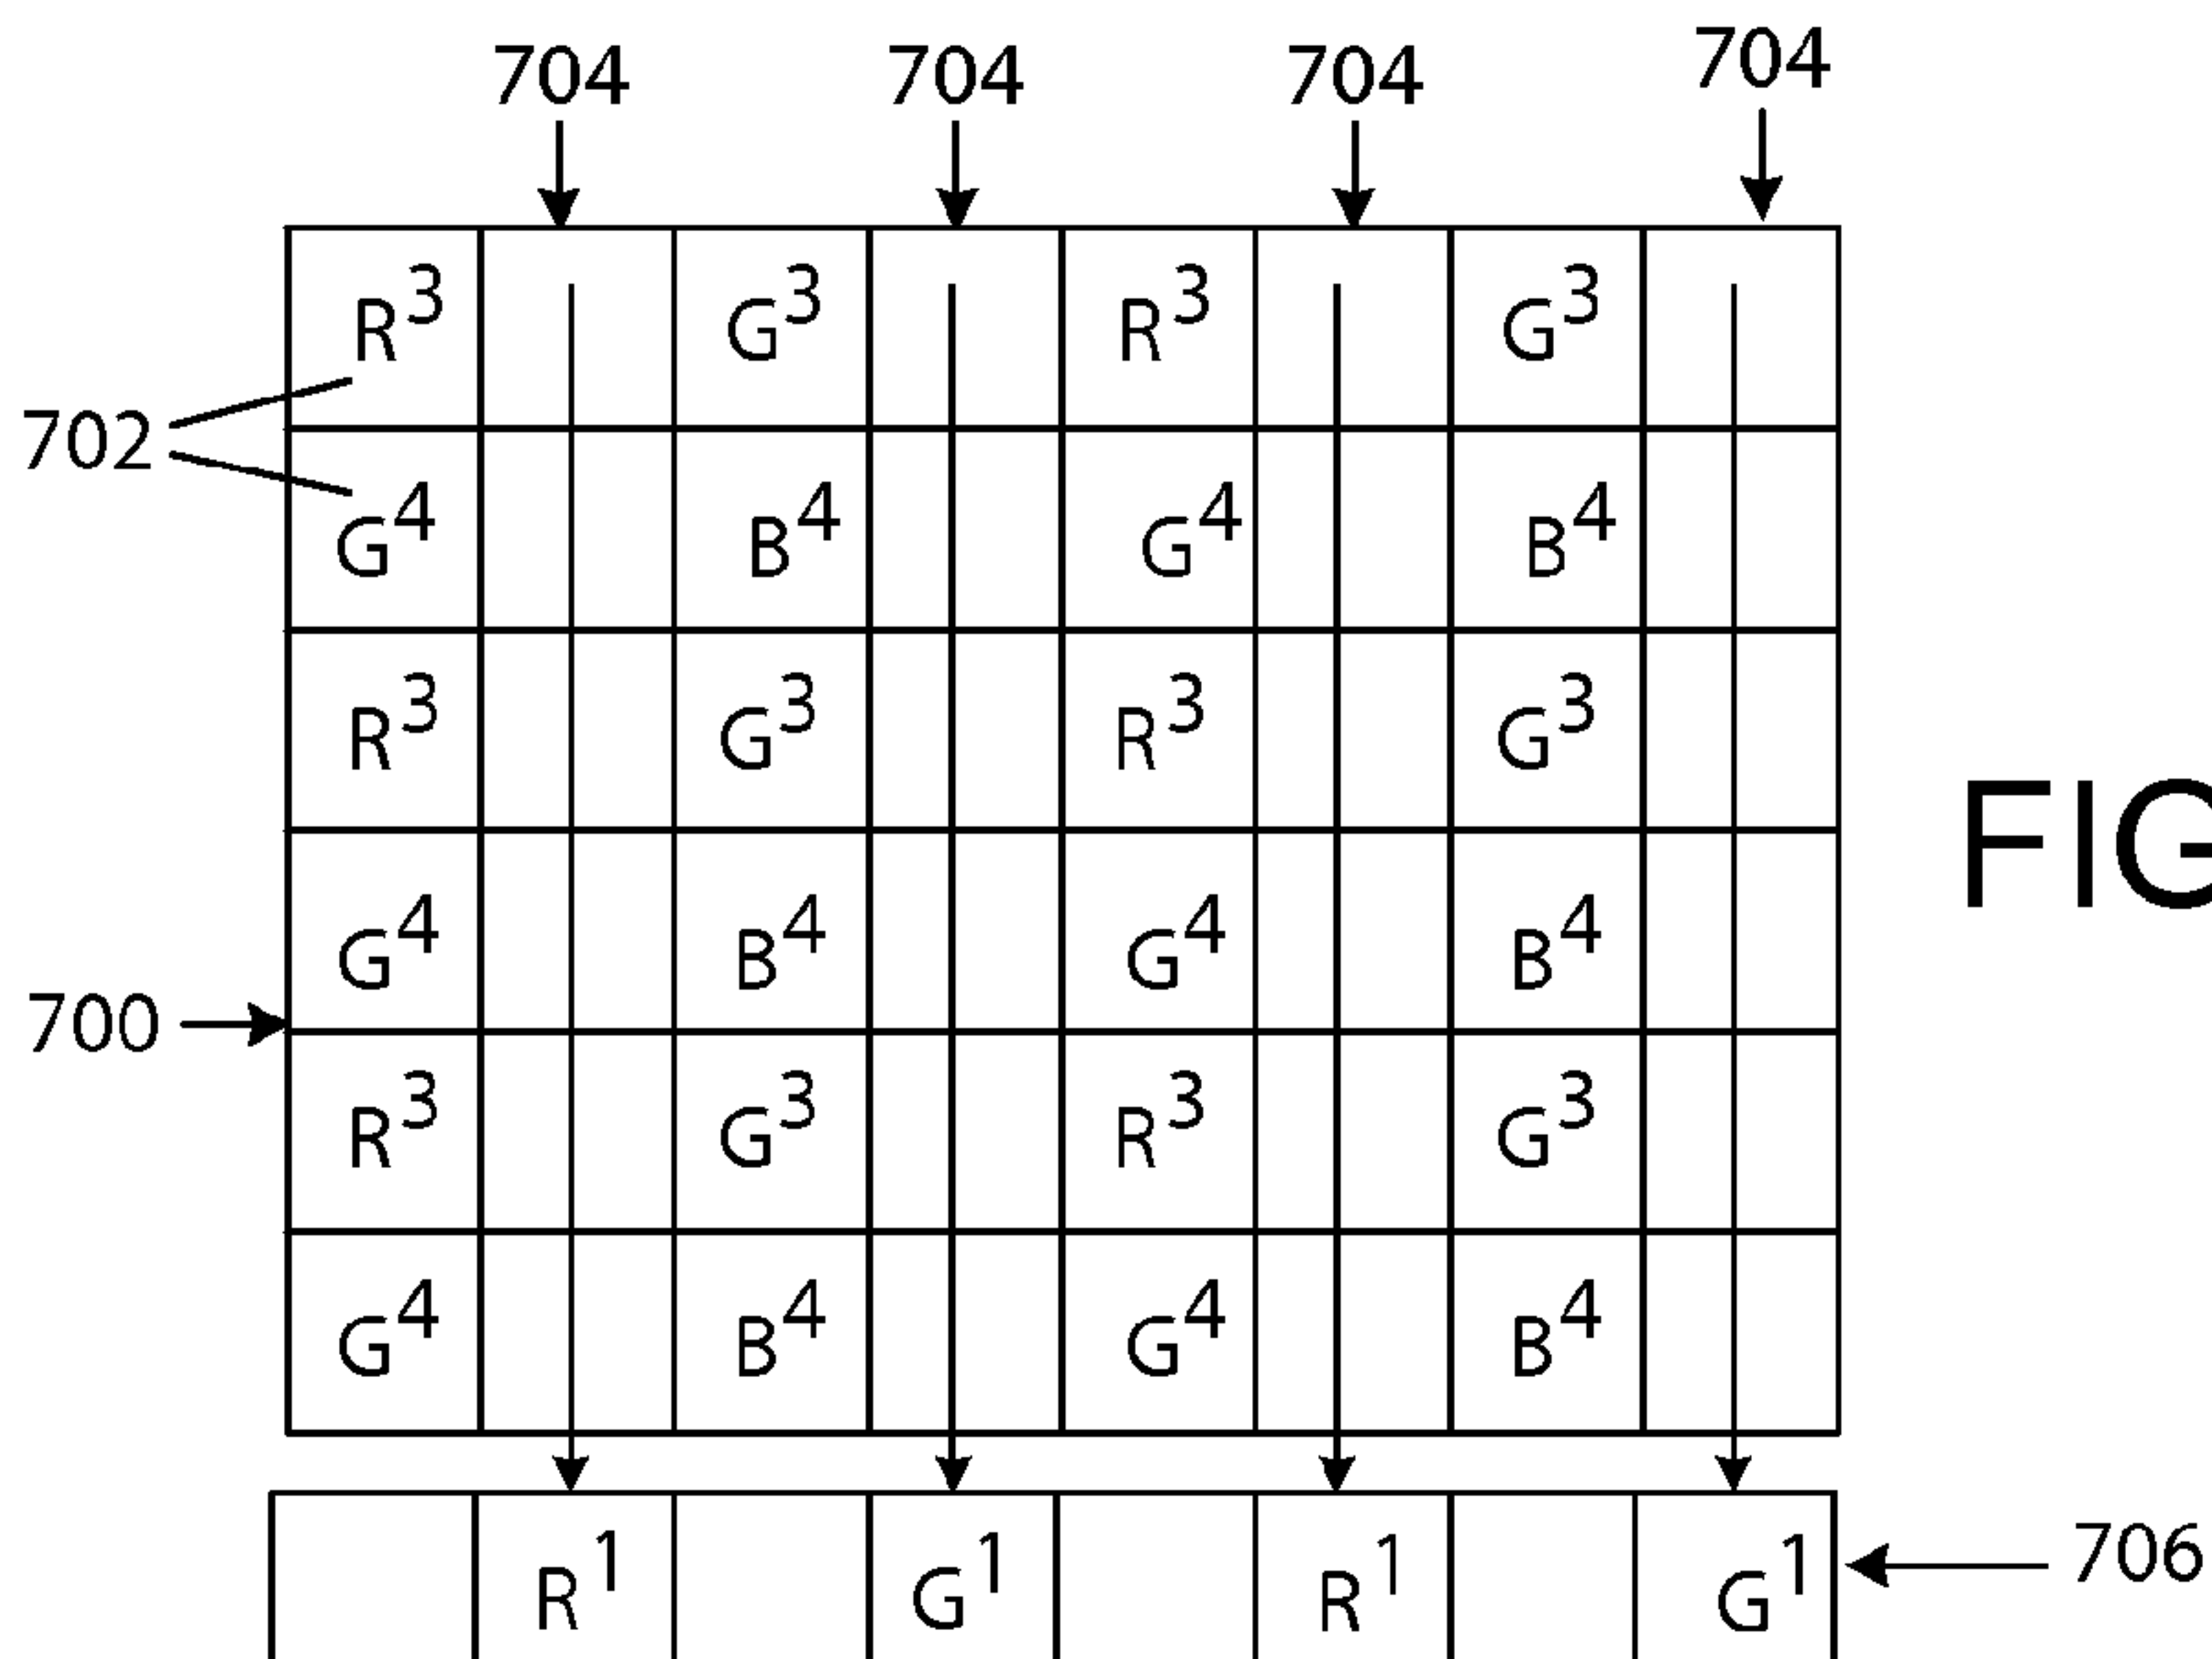 704 704 704 704
R³ G³ R³ G³
702
G⁴ B⁴ G⁴ B⁴
R³ G³ R³ G³
FIG
G⁴ B⁴ G⁴ B⁴
700
R³ G³ R³ G³
G⁴ B⁴ G⁴ B⁴
R¹ G¹ R¹ G¹
706